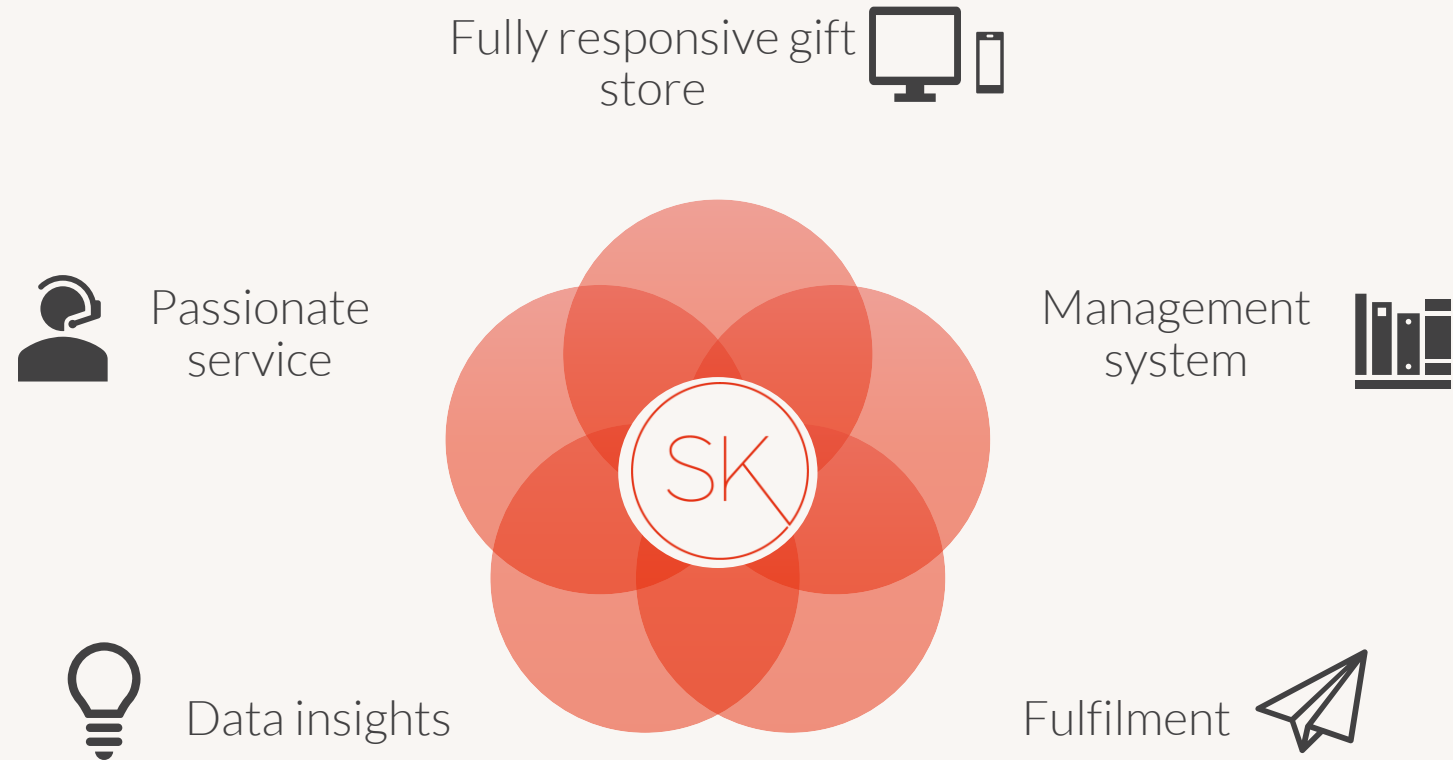 Fully responsive gift
store
Passionate
service
Management
system
SK
Data insights
Fulfilment